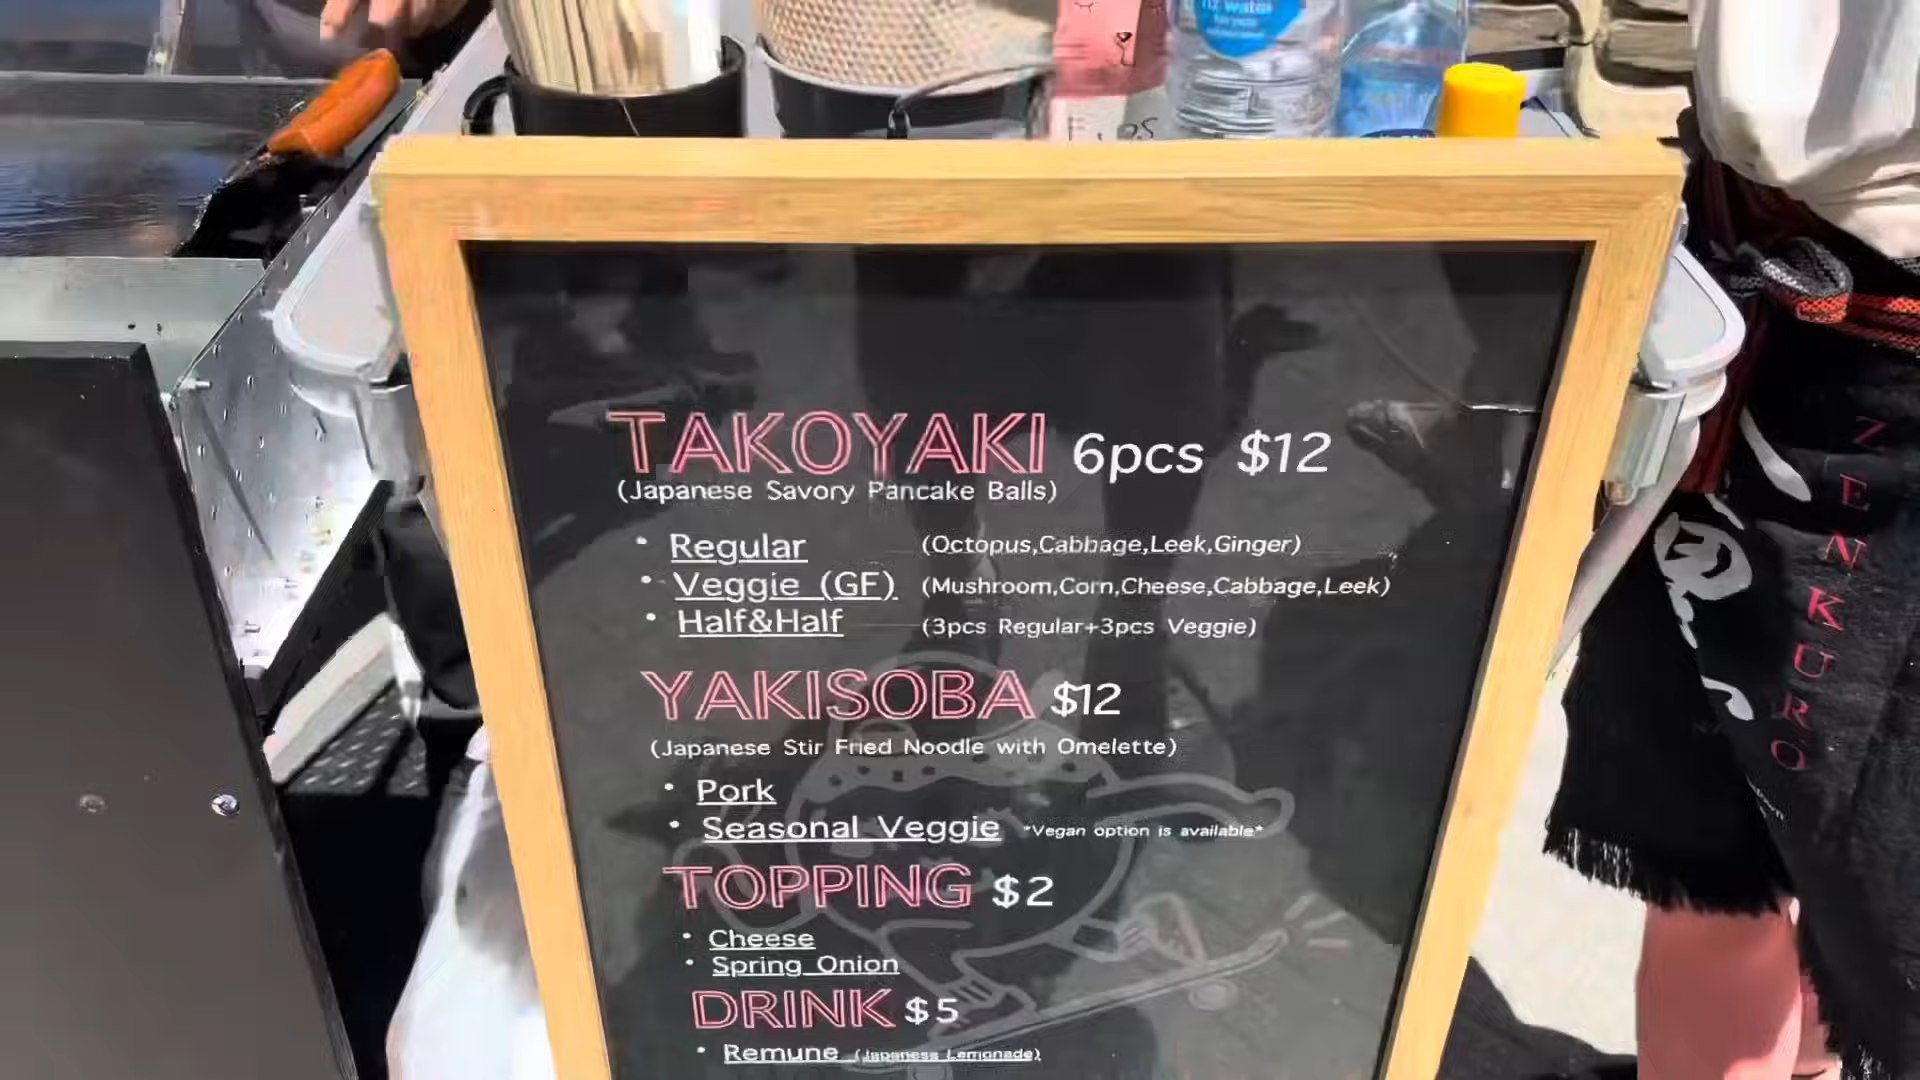 nz water
TAKOYAKI 6pcs $12
(Japanese Savory Pancake Balls)
• Regular (Octopus,Cabbage,Leek,Ginger)
• Veggie (GF) (Mushroom,Corn,Cheese,Cabbage,Leek)
• Half&Half (3pcs Regular+3pcs Veggie)
YAKISOBA $12
(Japanese Stir Fried Noodle with Omelette)
• Pork
• Seasonal Veggie *Vegan option is available*
TOPPING $2
• Cheese
• Spring Onion
DRINK $5
• Remune (Japanese Lemonade)
ZENKURO